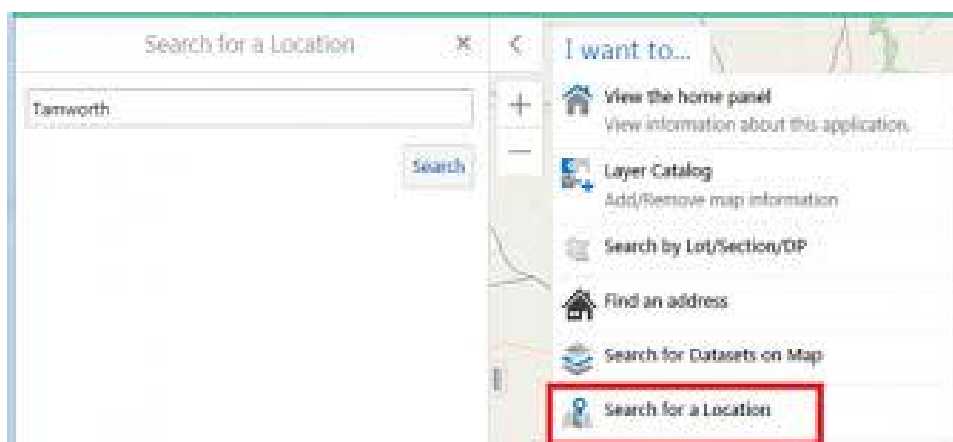 Search for a Location
Tamworth
Search
I want to...
View the home panel
View information about this application.
Layer Catalog
Add/Remove map information
Search by Lot/Section/DP
Find an address
Search for Datasets on Map
Search for a Location